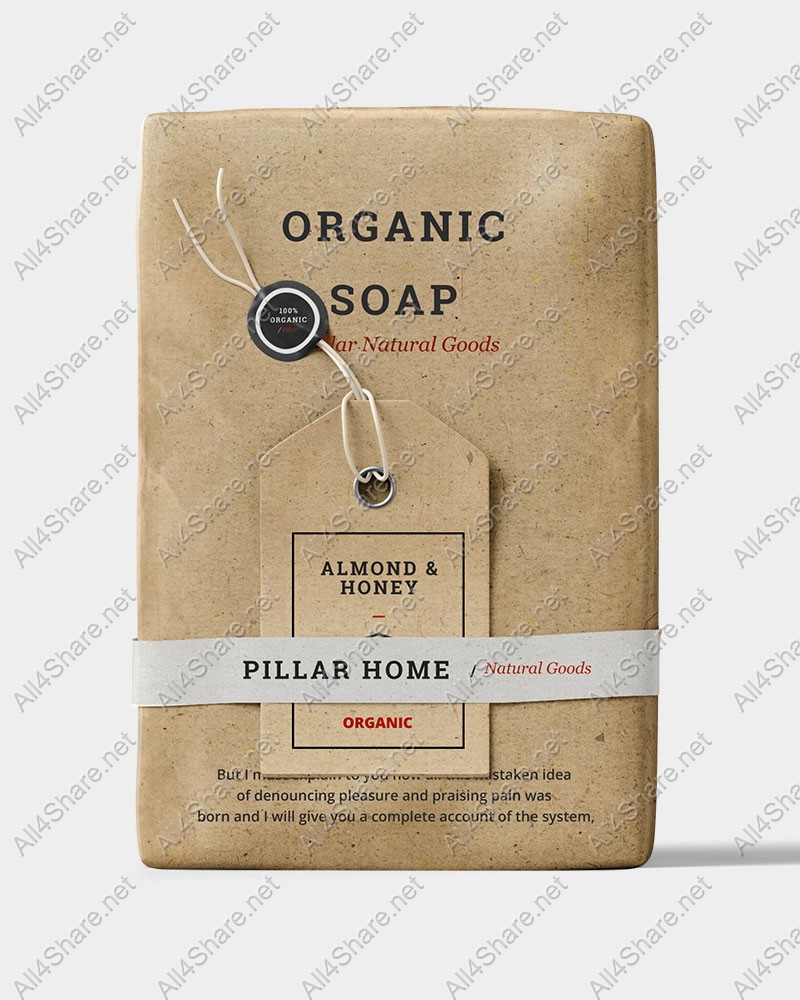 ORGANIC
SOAP
lar Natural Goods
100%
ORGANIC
/ Pillar
ALMOND &
HONEY
PILLAR HOME / Natural Goods
ORGANIC
But I must explain to you how all this mistaken idea
of denouncing pleasure and praising pain was
born and I will give you a complete account of the system,
All4Share.net